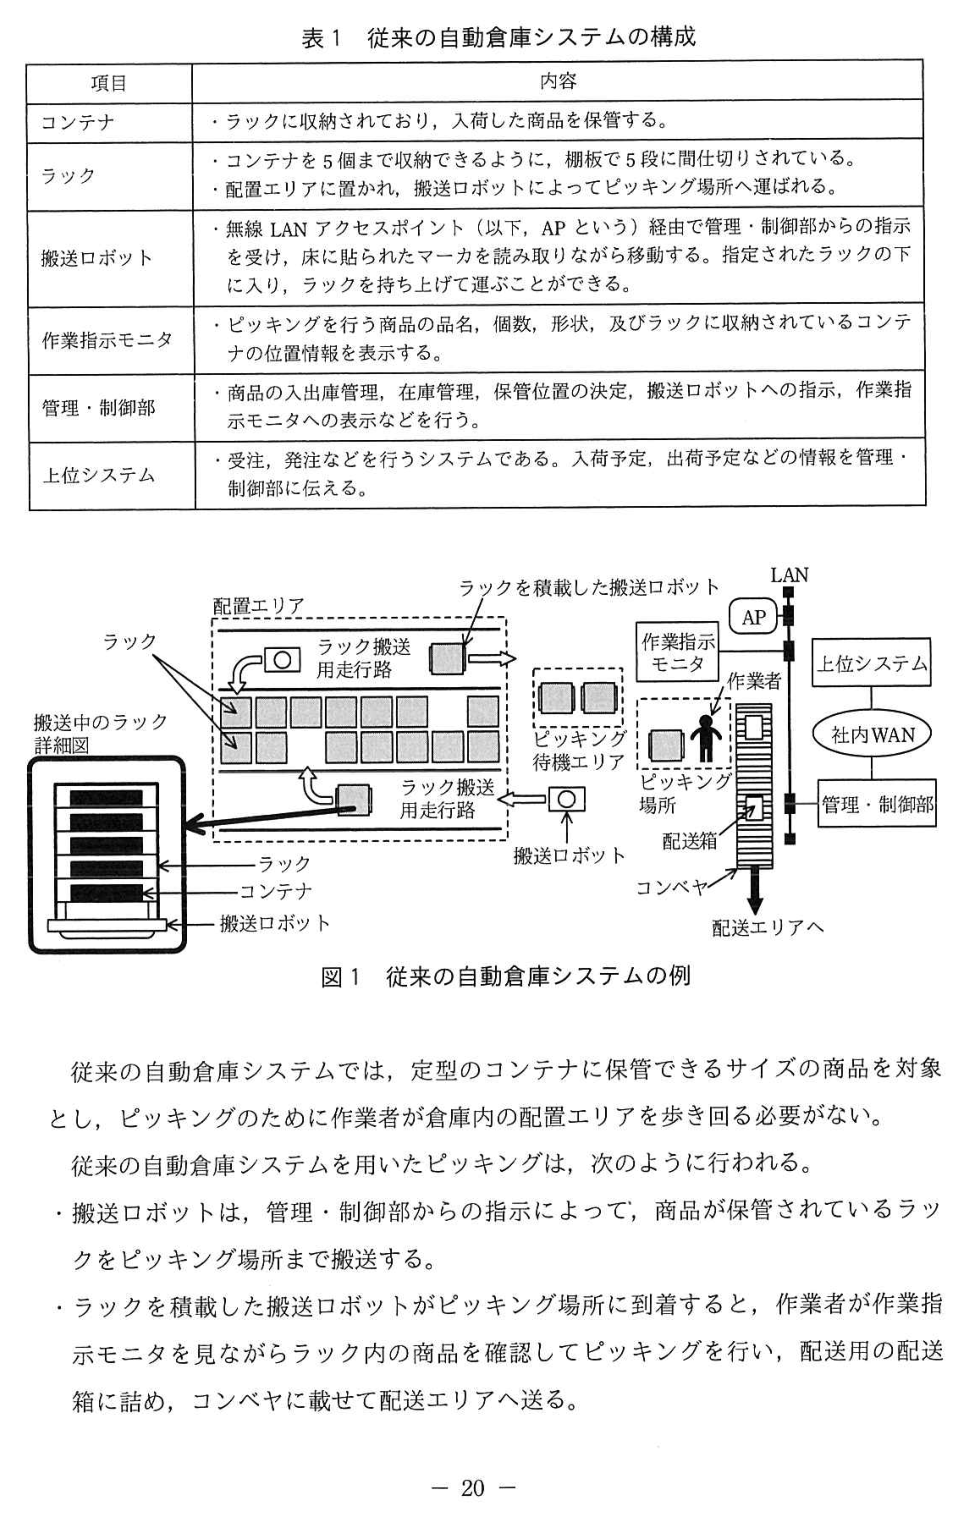 表1　従来の自動倉庫システムの構成
項目
内容
コンテナ
・ラックに収納されており，入荷した商品を保管する。
ラック
・コンテナを5個まで収納できるように，棚板で5段に間仕切りされている。
・配置エリアに置かれ，搬送ロボットによってピッキング場所へ運ばれる。
搬送ロボット
・無線 LAN アクセスポイント（以下，AP という）経由で管理・制御部からの指示
を受け，床に貼られたマーカを読み取りながら移動する。指定されたラックの下
に入り，ラックを持ち上げて運ぶことができる。
作業指示モニタ
・ピッキングを行う商品の品名，個数，形状，及びラックに収納されているコンテ
ナの位置情報を表示する。
管理・制御部
・商品の入出庫管理，在庫管理，保管位置の決定，搬送ロボットへの指示，作業指
示モニタへの表示などを行う。
上位システム
・受注，発注などを行うシステムである。入荷予定，出荷予定などの情報を管理・
制御部に伝える。
LAN
ラックを積載した搬送ロボット
配置エリア
AP
ラック
ラック搬送
用走行路
作業指示
モニタ
上位システム
作業者
搬送中のラック
詳細図
社内WAN
ピッキング
待機エリア
ピッキング
場所
ラック搬送
用走行路
管理・制御部
配送箱
搬送ロボット
ラック
コンテナ
コンベヤ
搬送ロボット
配送エリアへ
図1　従来の自動倉庫システムの例
従来の自動倉庫システムでは，定型のコンテナに保管できるサイズの商品を対象
とし，ピッキングのために作業者が倉庫内の配置エリアを歩き回る必要がない。
従来の自動倉庫システムを用いたピッキングは，次のように行われる。
・搬送ロボットは，管理・制御部からの指示によって，商品が保管されているラッ
クをピッキング場所まで搬送する。
・ラックを積載した搬送ロボットがピッキング場所に到着すると，作業者が作業指
示モニタを見ながらラック内の商品を確認してピッキングを行い，配送用の配送
箱に詰め，コンベヤに載せて配送エリアへ送る。
－ 20 －